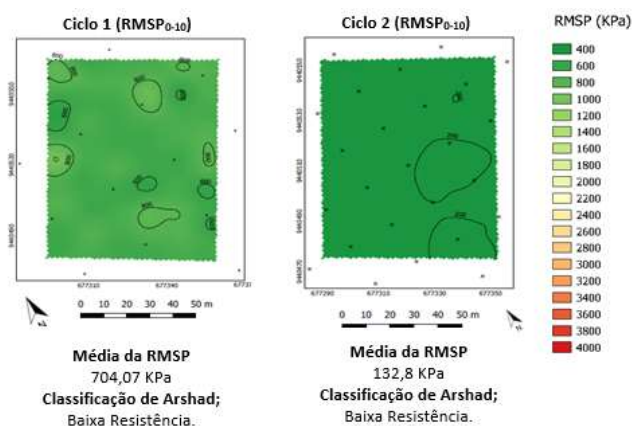 Ciclo 1 (RMSP0-10)
Ciclo 2 (RMSP0-10)
RMSP (KPa)
400
600
800
1000
1200
1400
1600
1800
2000
2200
2400
2600
2800
3000
3200
3400
3600
3800
4000
677310
677340
677290
677310
677330
677350
0 10 20 30 40 50 m
0 10 20 30 40 50 m
N
N
Média da RMSP
704,07 KPa
Classificação de Arshad;
Baixa Resistência.
Média da RMSP
132,8 KPa
Classificação de Arshad;
Baixa Resistência.